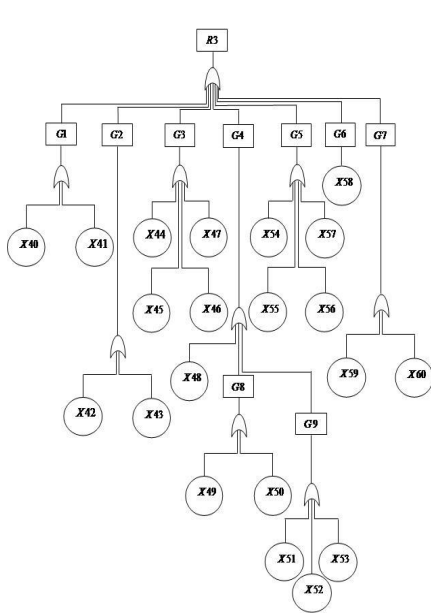 R3
G1 G2 G3 G4 G5 G6 G7
X58
X44 X47 X54 X57
X40 X41
X45 X46 X55 X56
X48 X59 X60
G8
X42 X43 G9
X49 X50
X51 X53
X52